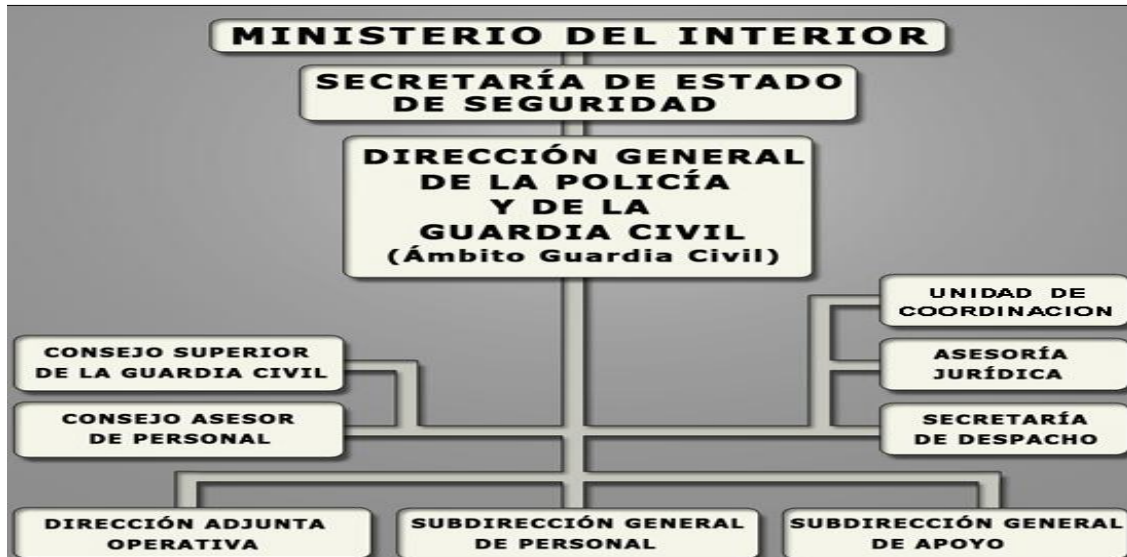 MINISTERIO DEL INTERIOR
SECRETARÍA DE ESTADO
DE SEGURIDAD
DIRECCIÓN GENERAL
DE LA POLICÍA
Y DE LA
GUARDIA CIVIL
(Ámbito Guardia Civil)
UNIDAD DE
COORDINACION
CONSEJO SUPERIOR
DE LA GUARDIA CIVIL
ASESORÍA
JURÍDICA
CONSEJO ASESOR
DE PERSONAL
SECRETARÍA
DE DESPACHO
DIRECCIÓN ADJUNTA
OPERATIVA
SUBDIRECCIÓN GENERAL
DE PERSONAL
SUBDIRECCIÓN GENERAL
DE APOYO